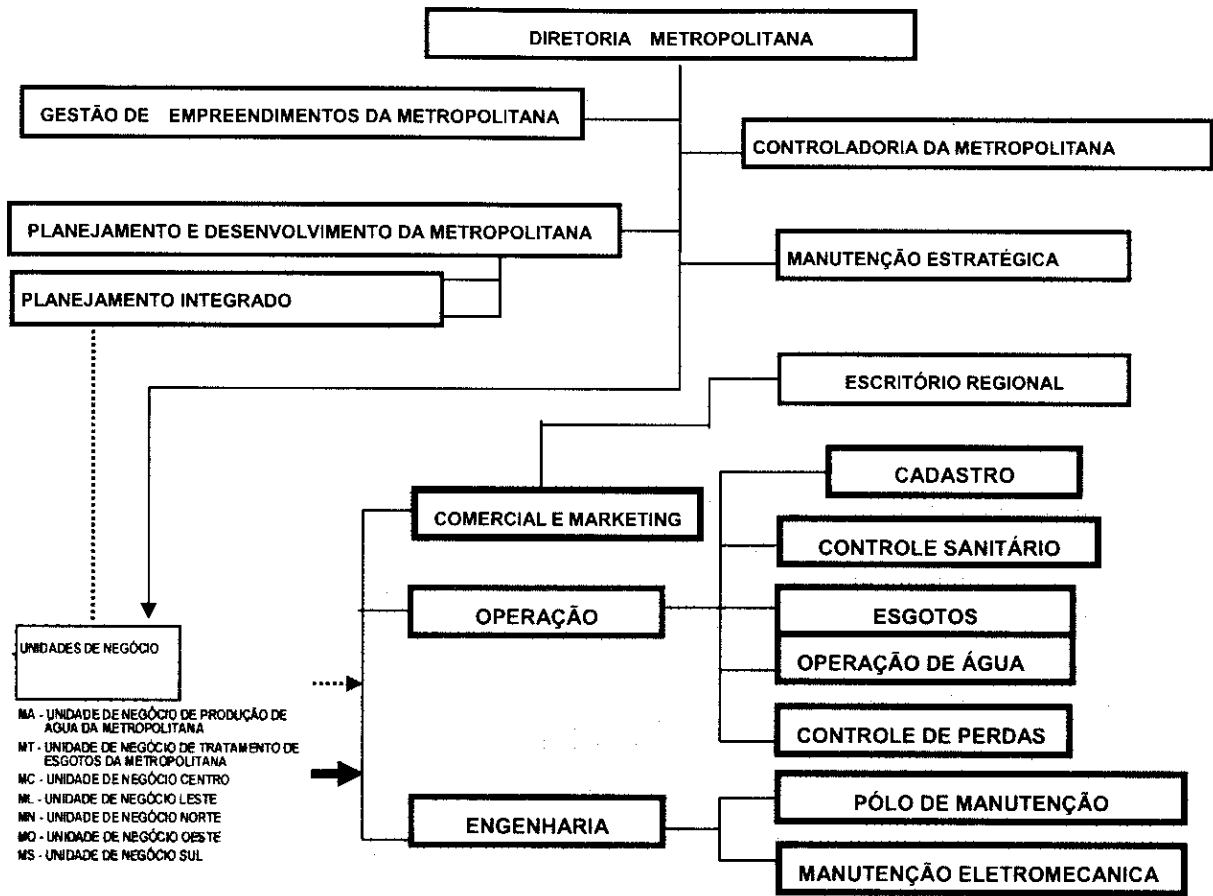 DIRETORIA METROPOLITANA
GESTÃO DE EMPREENDIMENTOS DA METROPOLITANA
CONTROLADORIA DA METROPOLITANA
PLANEJAMENTO E DESENVOLVIMENTO DA METROPOLITANA
MANUTENÇÃO ESTRATÉGICA
PLANEJAMENTO INTEGRADO
ESCRITÓRIO REGIONAL
CADASTRO
COMERCIAL E MARKETING
CONTROLE SANITÁRIO
OPERAÇÃO
ESGOTOS
UNIDADES DE NEGÓCIO
OPERAÇÃO DE ÁGUA
MA - UNIDADE DE NEGÓCIO DE PRODUÇÃO DE
AGUA DA METROPOLITANA
MT - UNIDADE DE NEGÓCIO DE TRATAMENTO DE
ESGOTOS DA METROPOLITANA
MC - UNIDADE DE NEGÓCIO CENTRO
ML - UNIDADE DE NEGÓCIO LESTE
MN - UNIDADE DE NEGÓCIO NORTE
MO - UNIDADE DE NEGÓCIO OESTE
MS - UNIDADE DE NEGÓCIO SUL
CONTROLE DE PERDAS
PÓLO DE MANUTENÇÃO
ENGENHARIA
MANUTENÇÃO ELETROMECANICA